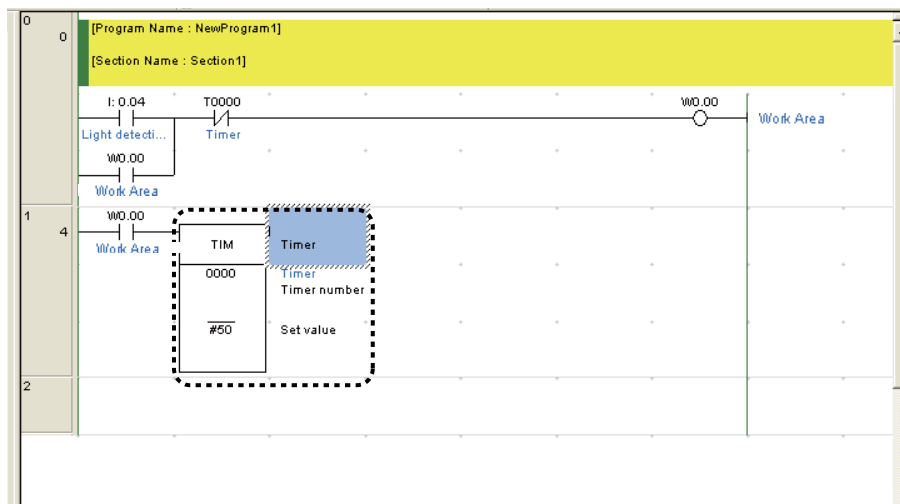 0
0
[Program Name : NewProgram1]
[Section Name : Section1]
I: 0.04 T0000 W0.00
Work Area
Light detecti... Timer
W0.00
Work Area
1
4
W0.00
Work Area
TIM Timer
0000 Timer
Timer number
#50 Set value
2